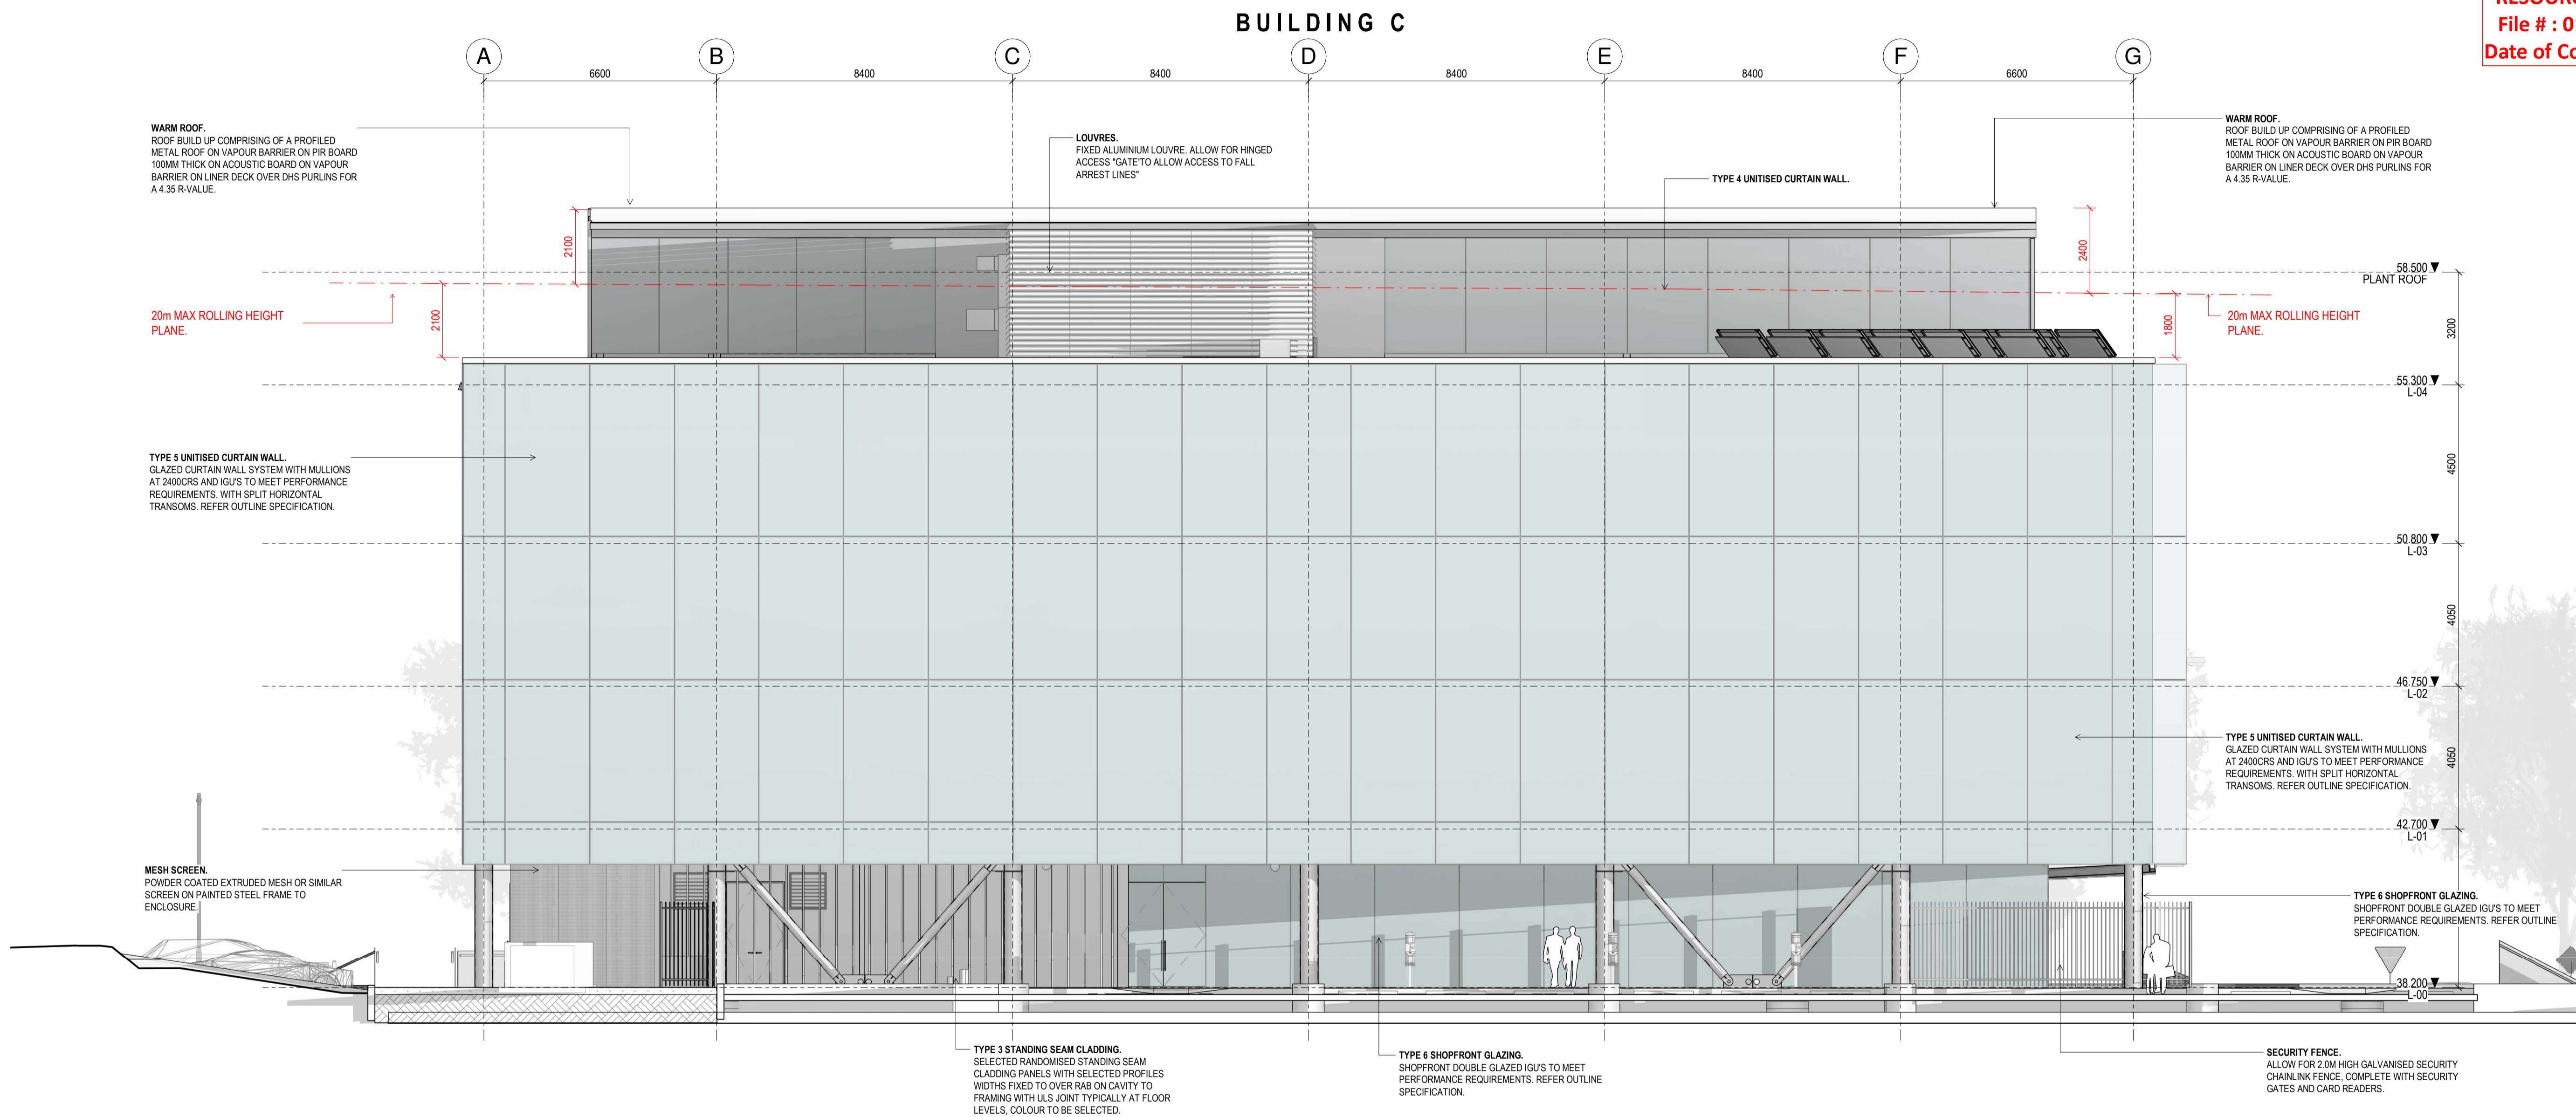 BUILDING C
File # : 0
Date of Co
A
B
C
D
E
F
G
6600
8400
8400
8400
8400
6600
WARM ROOF.
ROOF BUILD UP COMPRISING OF A PROFILED
METAL ROOF ON VAPOUR BARRIER ON PIR BOARD
100MM THICK ON ACOUSTIC BOARD ON VAPOUR
BARRIER ON LINER DECK OVER DHS PURLINS FOR
A 4.35 R-VALUE.
LOUVRES.
FIXED ALUMINIUM LOUVRE. ALLOW FOR HINGED
ACCESS "GATE'TO ALLOW ACCESS TO FALL
ARREST LINES"
TYPE 4 UNITISED CURTAIN WALL.
WARM ROOF.
ROOF BUILD UP COMPRISING OF A PROFILED
METAL ROOF ON VAPOUR BARRIER ON PIR BOARD
100MM THICK ON ACOUSTIC BOARD ON VAPOUR
BARRIER ON LINER DECK OVER DHS PURLINS FOR
A 4.35 R-VALUE.
2100
2400
58.500
PLANT ROOF
20m MAX ROLLING HEIGHT
PLANE.
2100
1800
20m MAX ROLLING HEIGHT
PLANE.
3200
55.300
L-04
TYPE 5 UNITISED CURTAIN WALL.
GLAZED CURTAIN WALL SYSTEM WITH MULLIONS
AT 2400CRS AND IGU'S TO MEET PERFORMANCE
REQUIREMENTS. WITH SPLIT HORIZONTAL
TRANSOMS. REFER OUTLINE SPECIFICATION.
4500
50.800
L-03
4050
46.750
L-02
TYPE 5 UNITISED CURTAIN WALL.
GLAZED CURTAIN WALL SYSTEM WITH MULLIONS
AT 2400CRS AND IGU'S TO MEET PERFORMANCE
REQUIREMENTS. WITH SPLIT HORIZONTAL
TRANSOMS. REFER OUTLINE SPECIFICATION.
4050
42.700
L-01
MESH SCREEN.
POWDER COATED EXTRUDED MESH OR SIMILAR
SCREEN ON PAINTED STEEL FRAME TO
ENCLOSURE.
TYPE 6 SHOPFRONT GLAZING.
SHOPFRONT DOUBLE GLAZED IGU'S TO MEET
PERFORMANCE REQUIREMENTS. REFER OUTLINE
SPECIFICATION.
38.200
L-00
TYPE 3 STANDING SEAM CLADDING.
SELECTED RANDOMISED STANDING SEAM
CLADDING PANELS WITH SELECTED PROFILES
WIDTHS FIXED TO OVER RAB ON CAVITY TO
FRAMING WITH ULS JOINT TYPICALLY AT FLOOR
LEVELS, COLOUR TO BE SELECTED.
TYPE 6 SHOPFRONT GLAZING.
SHOPFRONT DOUBLE GLAZED IGU'S TO MEET
PERFORMANCE REQUIREMENTS. REFER OUTLINE
SPECIFICATION.
SECURITY FENCE.
ALLOW FOR 2.0M HIGH GALVANISED SECURITY
CHAINLINK FENCE, COMPLETE WITH SECURITY
GATES AND CARD READERS.